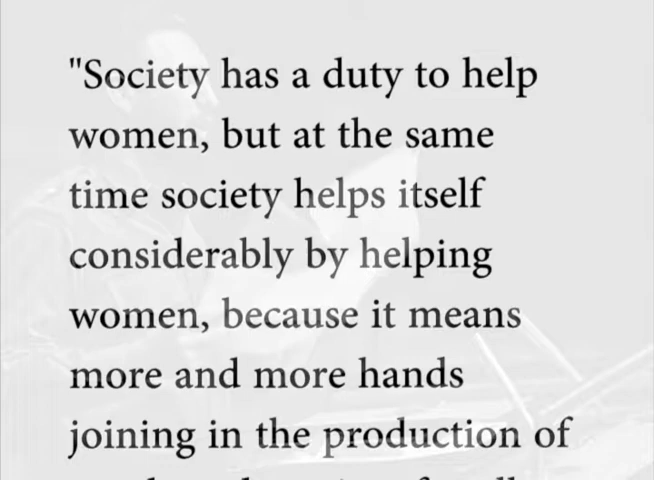 "Society has a duty to help
women, but at the same
time society helps itself
considerably by helping
women, because it means
more and more hands
joining in the production of